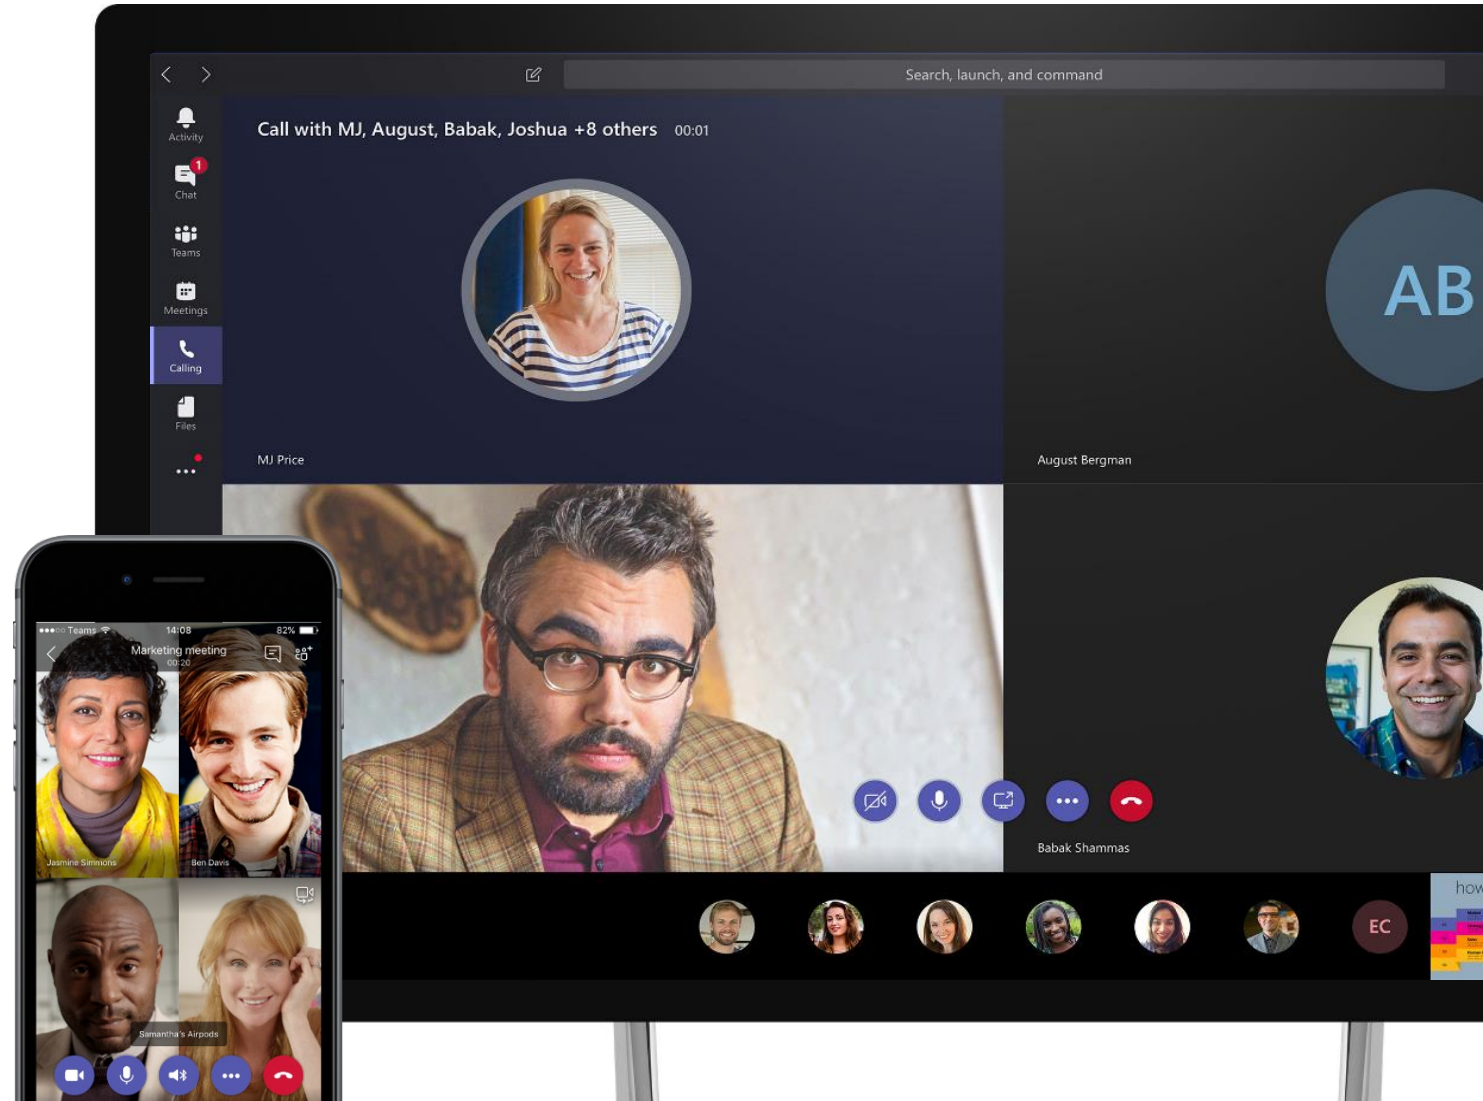 Search, launch, and command
Activity
1
Chat
Teams
Meetings
Calling
Files
Call with MJ, August, Babak, Joshua +8 others 00:01
AB
MJ Price
August Bergman
Babak Shammas
EC
how
Teams 14:08 82%
Marketing meeting
00:20
Jasmine Simmons
Ben Davis
Samantha's Airpods